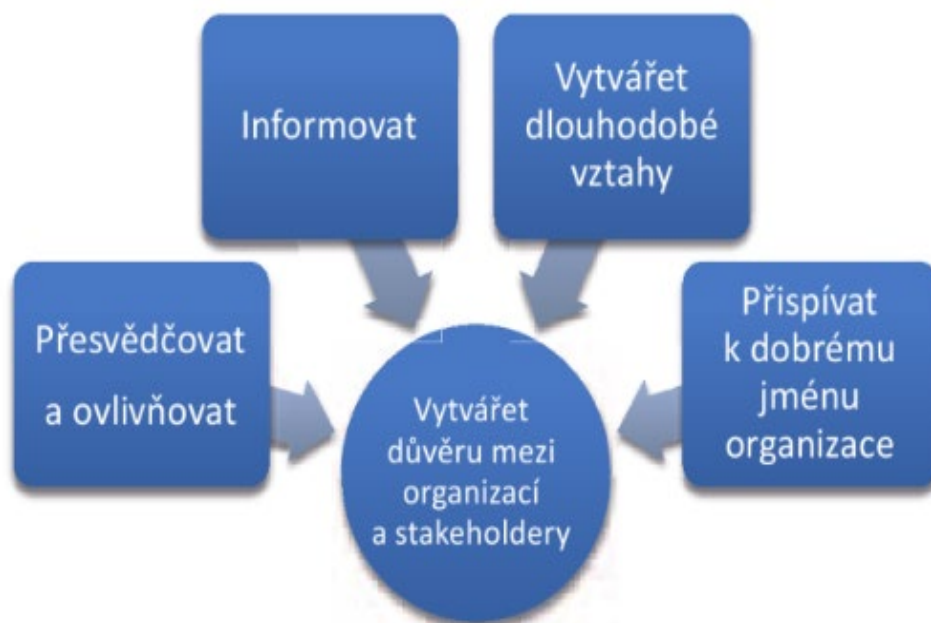 Informovat
Vytvářet
dlouhodobé
vztahy
Přesvědčovat
a ovlivňovat
Přispívat
k dobrému
jménu
organizace
Vytvářet
důvěru mezi
organizací
a stakeholdery